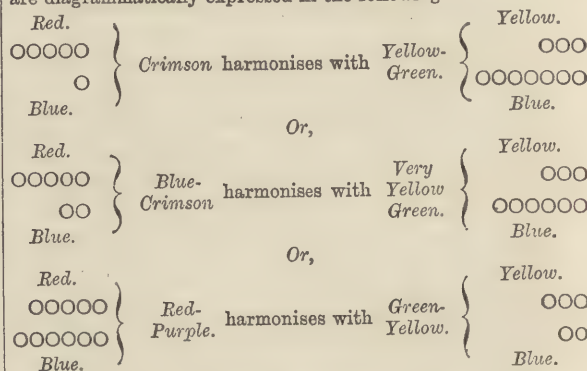 are diagrammatically expressed in the following
Red. Yellow.
OOOOO OOO
Crimson harmonises with Yellow-
Green.
O OOOOOOO
Blue. Blue.
Or,
Red. Yellow.
OOOOO OOO
Blue- Very
Crimson harmonises with Yellow
Green.
OO OOOOOO
Blue. Blue.
Or,
Red. Yellow.
OOOOO OOO
Red- Green-
Purple. harmonises with Yellow.
OOOOOO OO
Blue. Blue.